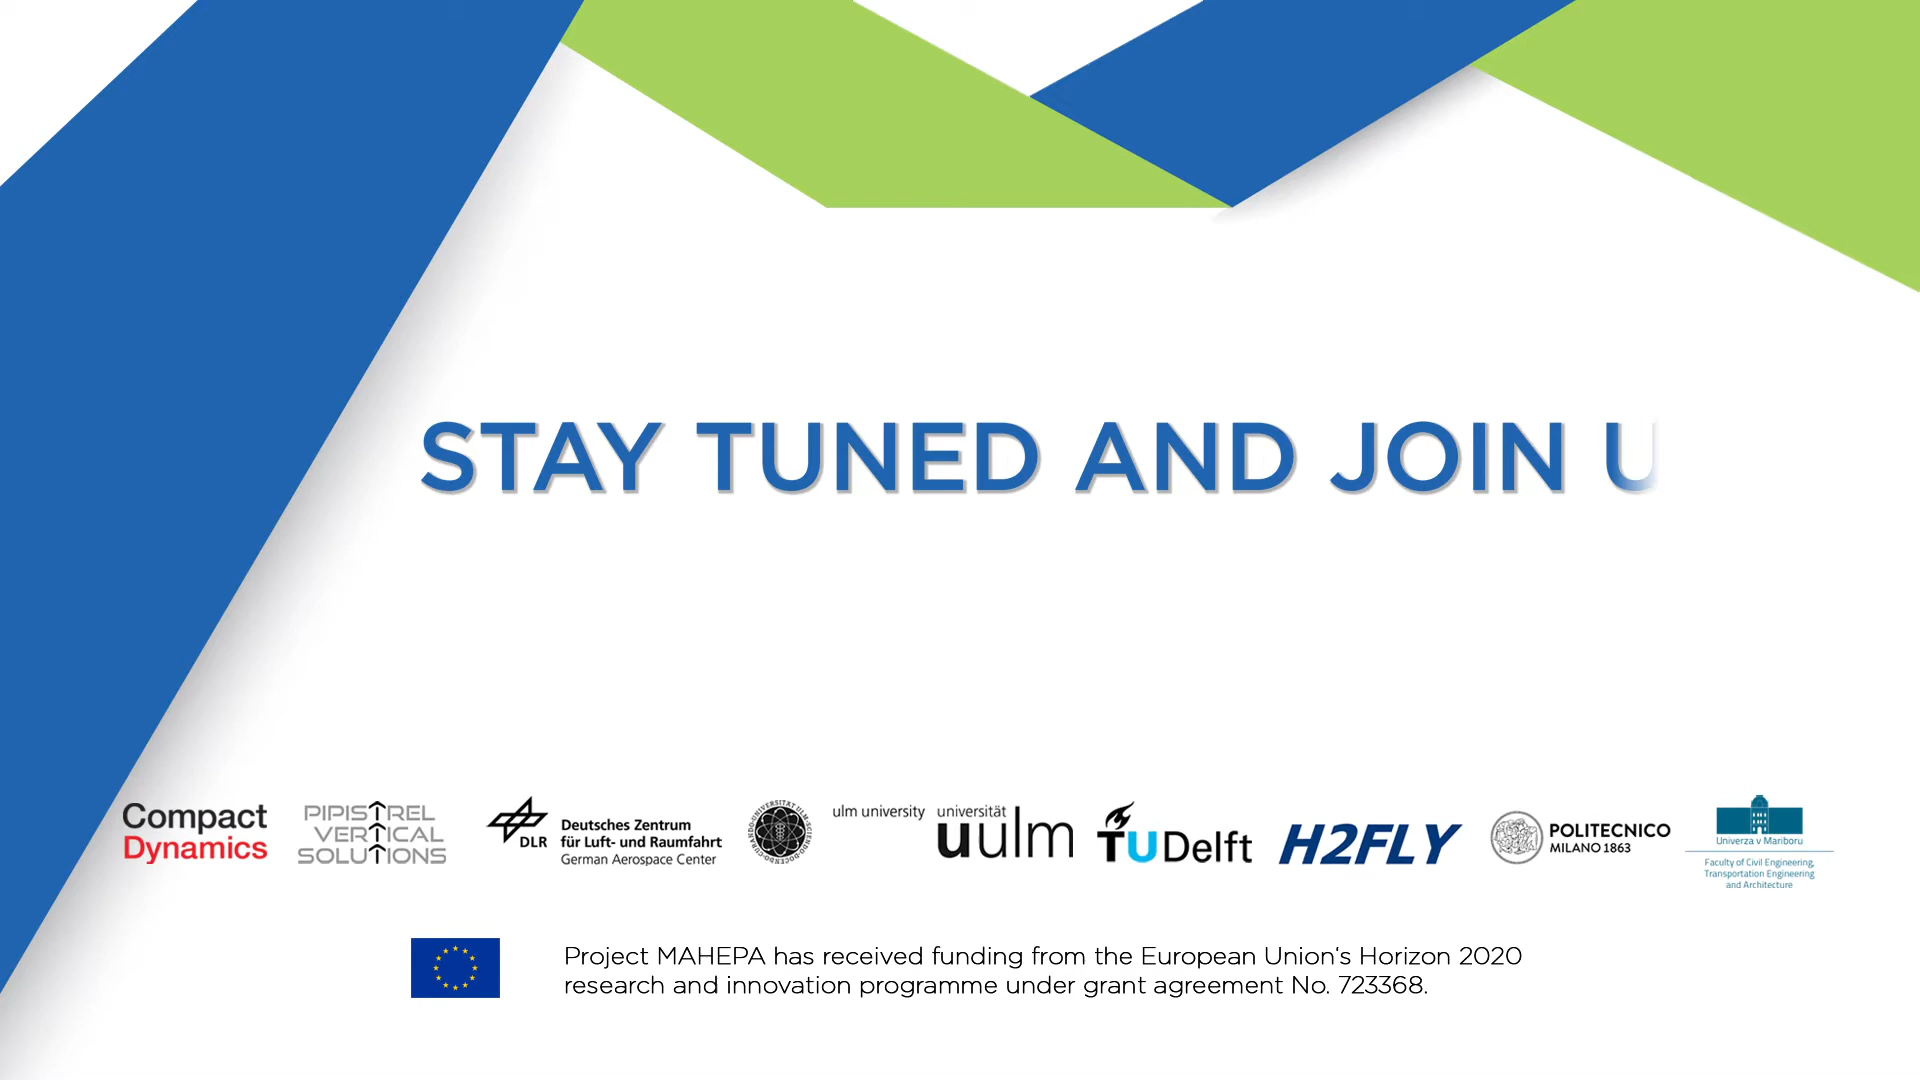 STAY TUNED AND JOIN U
Compact
Dynamics
PIPISTREL
VERTICAL
SOLUTIONS
DLR
Deutsches Zentrum
für Luft- und Raumfahrt
German Aerospace Center
ulm university universität
uulm
TU Delft
H2FLY
POLITECNICO
MILANO 1863
Univerza v Mariboru
Faculty of Civil Engineering,
Transportation Engineering
and Architecture
Project MAHEPA has received funding from the European Union‘s Horizon 2020
research and innovation programme under grant agreement No. 723368.